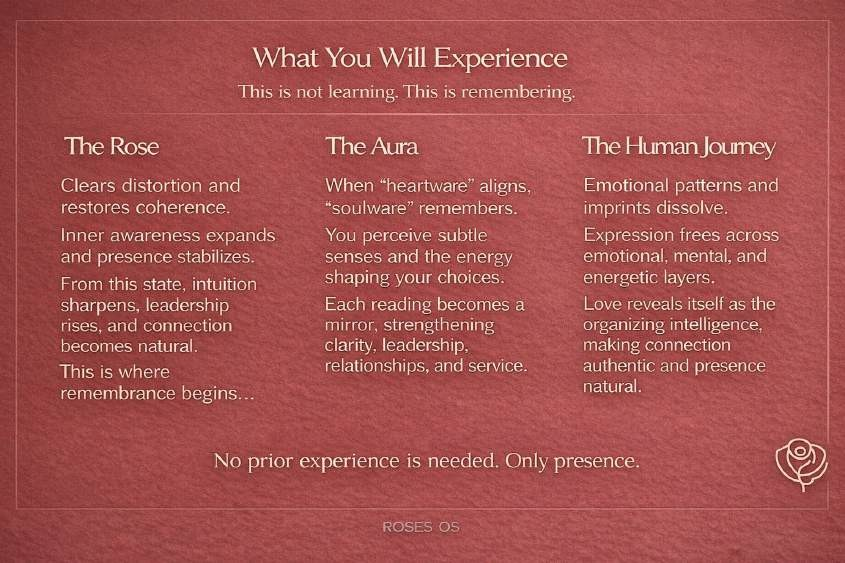 What You Will Experience
This is not learning. This is remembering.
The Rose
Clears distortion and
restores coherence.
Inner awareness expands
and presence stabilizes.
From this state, intuition
sharpens, leadership
rises, and connection
becomes natural.
This is where
remembrance begins...
The Aura
When “heartware” aligns,
“soulware” remembers.
You perceive subtle
senses and the energy
shaping your choices.
Each reading becomes a
mirror, strengthening
clarity, leadership,
relationships, and service.
The Human Journey
Emotional patterns and
imprints dissolve.
Expression frees across
emotional, mental, and
energetic layers.
Love reveals itself as the
organizing intelligence,
making connection
authentic and presence
natural.
No prior experience is needed. Only presence.
ROSES OS